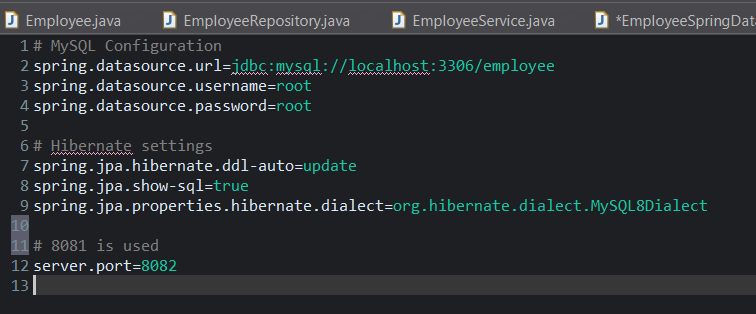 Employee.java EmployeeRepository.java EmployeeService.java *EmployeeSpringData
1 # MySQL Configuration
2 spring.datasource.url=jdbc:mysql://localhost:3306/employee
3 spring.datasource.username=root
4 spring.datasource.password=root
5
6 # Hibernate settings
7 spring.jpa.hibernate.ddl-auto=update
8 spring.jpa.show-sql=true
9 spring.jpa.properties.hibernate.dialect=org.hibernate.dialect.MySQL8Dialect
10
11 # 8081 is used
12 server.port=8082
13